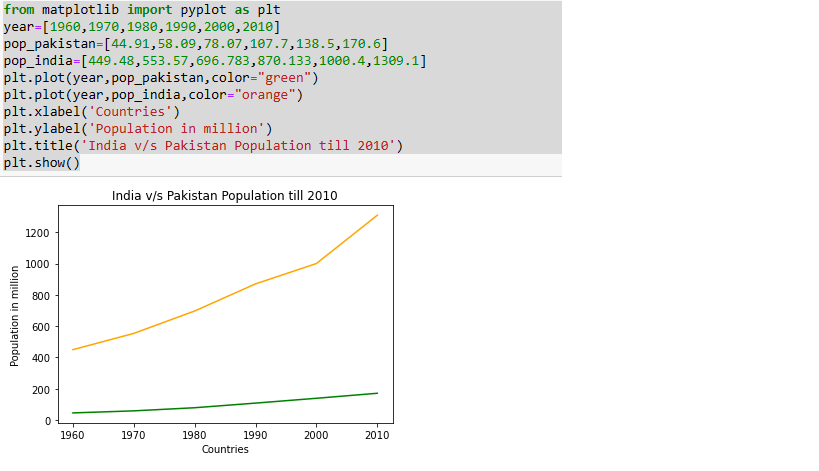 from matplotlib import pyplot as plt
year=[1960,1970,1980,1990,2000,2010]
pop_pakistan=[44.91,58.09,78.07,107.7,138.5,170.6]
pop_india=[449.48,553.57,696.783,870.133,1000.4,1309.1]
plt.plot(year,pop_pakistan,color="green")
plt.plot(year,pop_india,color="orange")
plt.xlabel('Countries')
plt.ylabel('Population in million')
plt.title('India v/s Pakistan Population till 2010')
plt.show()
India v/s Pakistan Population till 2010
Population in million
1200
1000
800
600
400
200
0
1960 1970 1980 1990 2000 2010
Countries